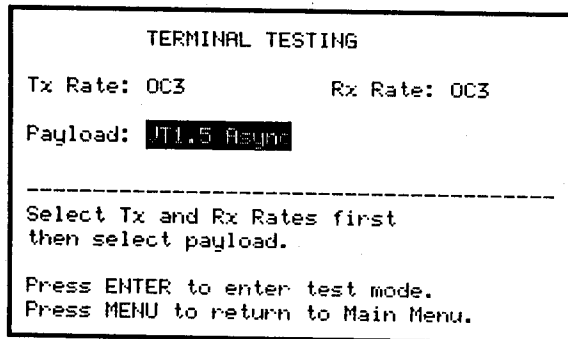 TERMINAL TESTING
Tx Rate: OC3 Rx Rate: OC3
Payload: VT1.5 Async
Select Tx and Rx Rates first
then select payload.
Press ENTER to enter test mode.
Press MENU to return to Main Menu.